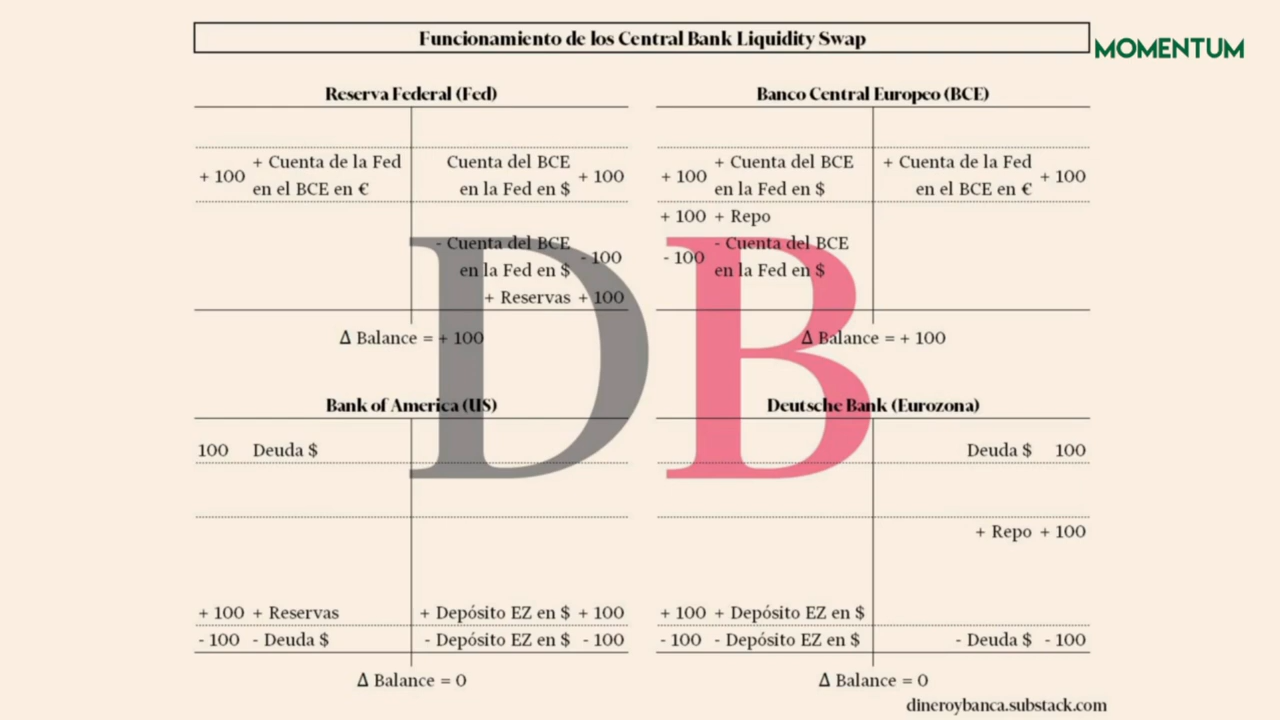 Funcionamiento de los Central Bank Liquidity Swap
MOMENTUM
Reserva Federal (Fed)
+ 100 + Cuenta de la Fed en el BCE en €
Cuenta del BCE en la Fed en $ + 100
- Cuenta del BCE en la Fed en $ - 100
+ Reservas + 100
Δ Balance = + 100
Banco Central Europeo (BCE)
+ 100 + Cuenta del BCE en la Fed en $
+ Cuenta de la Fed en el BCE en € + 100
+ 100 + Repo
- 100 - Cuenta del BCE en la Fed en $
Δ Balance = + 100
Bank of America (US)
100 Deuda $
+ 100 + Reservas
+ Depósito EZ en $ + 100
- 100 - Deuda $
- Depósito EZ en $ - 100
Δ Balance = 0
Deutsche Bank (Eurozona)
Deuda $ 100
+ Repo + 100
+ 100 + Depósito EZ en $
- 100 - Depósito EZ en $
- Deuda $ - 100
Δ Balance = 0
DB
dineroybanca.substack.com